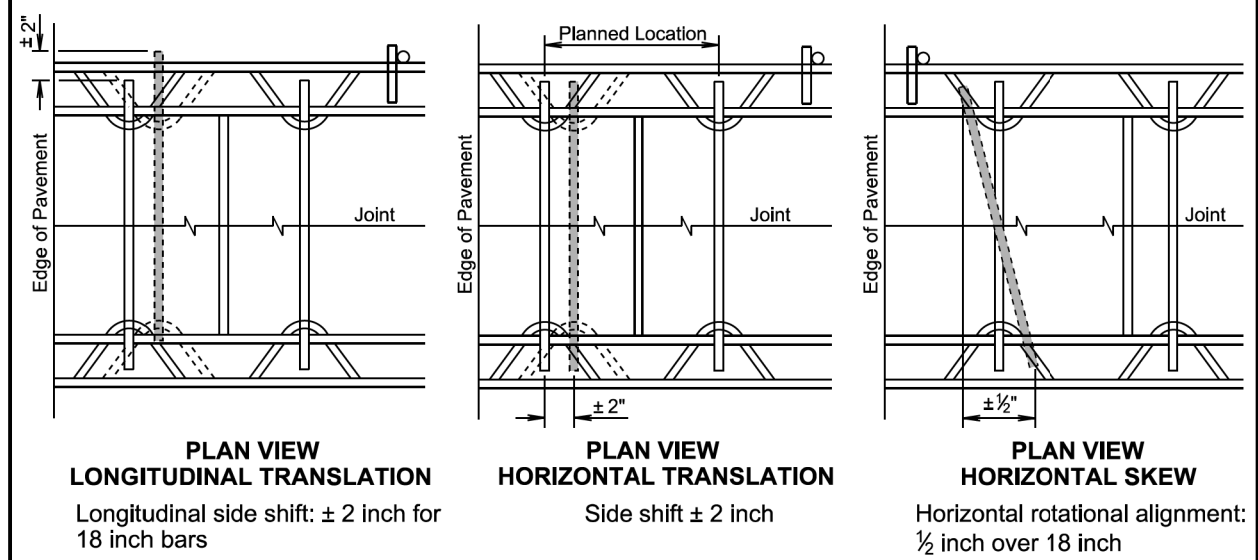 ± 2"
Edge of Pavement
Joint
PLAN VIEW
LONGITUDINAL TRANSLATION
Longitudinal side shift: ± 2 inch for
18 inch bars
Planned Location
Edge of Pavement
Joint
± 2"
PLAN VIEW
HORIZONTAL TRANSLATION
Side shift ± 2 inch
Edge of Pavement
Joint
±½"
PLAN VIEW
HORIZONTAL SKEW
Horizontal rotational alignment:
½ inch over 18 inch